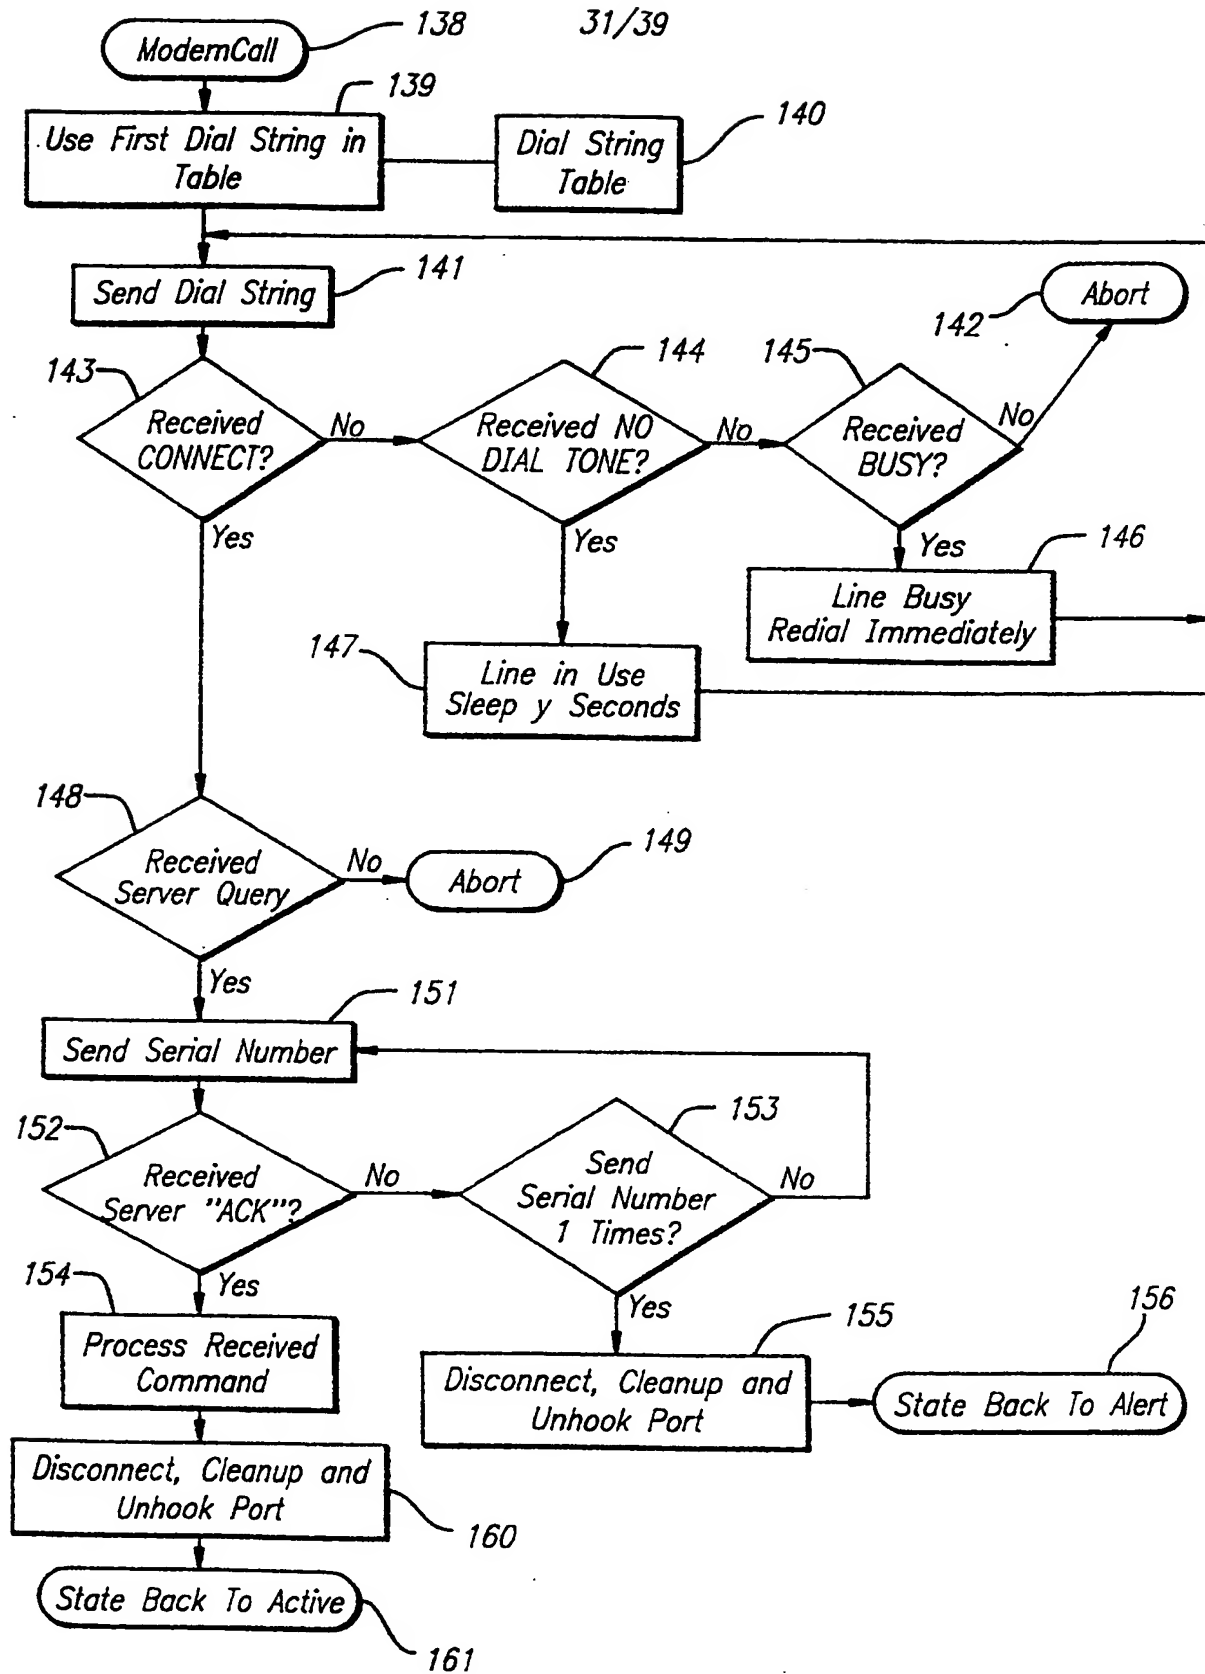 138
31/39
ModemCall
139
Use First Dial String in
Table
140
Dial String
Table
141
Send Dial String
142
Abort
143
Received
CONNECT?
No
Yes
144
Received NO
DIAL TONE?
No
Yes
145
Received
BUSY?
No
Yes
146
Line Busy
Redial Immediately
147
Line in Use
Sleep y Seconds
148
Received
Server Query
No
Yes
149
Abort
151
Send Serial Number
152
Received
Server "ACK"?
No
Yes
153
Send
Serial Number
1 Times?
No
Yes
154
Process Received
Command
155
Disconnect, Cleanup and
Unhook Port
156
State Back To Alert
Disconnect, Cleanup and
Unhook Port
160
State Back To Active
161